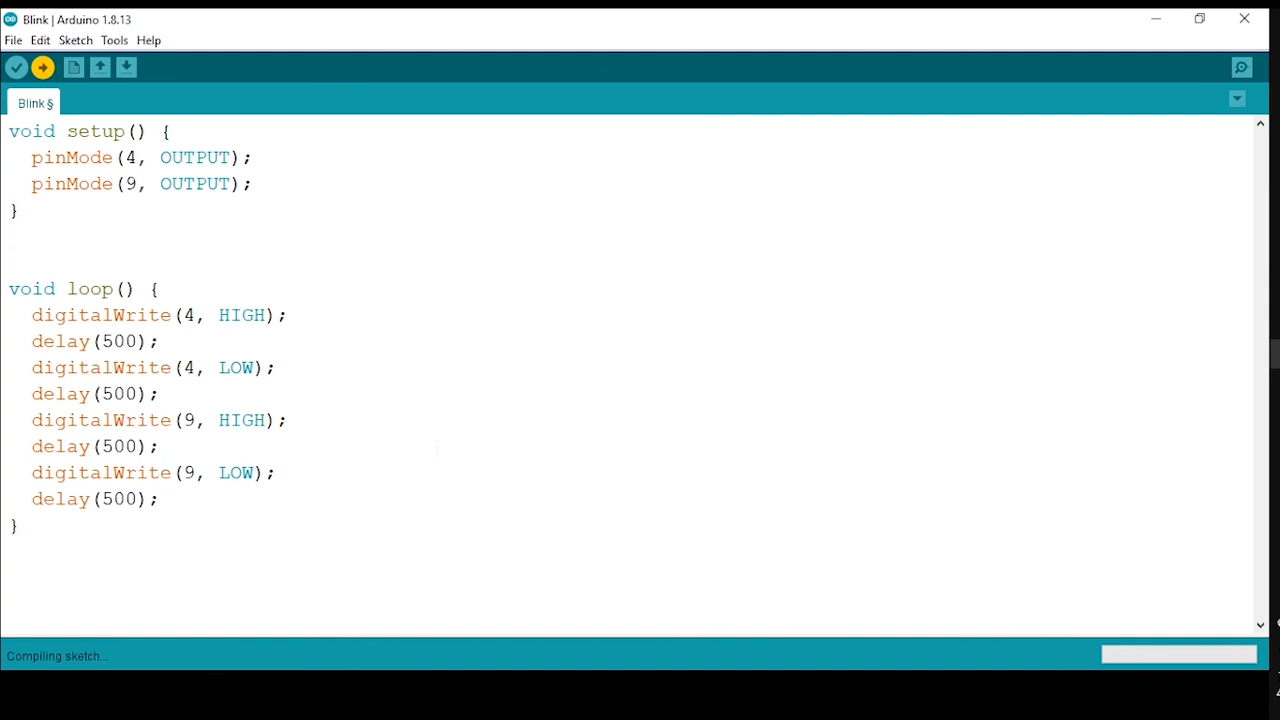 Blink | Arduino 1.8.13
File Edit Sketch Tools Help
Blink §
void setup() {
  pinMode(4, OUTPUT);
  pinMode(9, OUTPUT);
}
void loop() {
  digitalWrite(4, HIGH);
  delay(500);
  digitalWrite(4, LOW);
  delay(500);
  digitalWrite(9, HIGH);
  delay(500);
  digitalWrite(9, LOW);
  delay(500);
}
Compiling sketch...